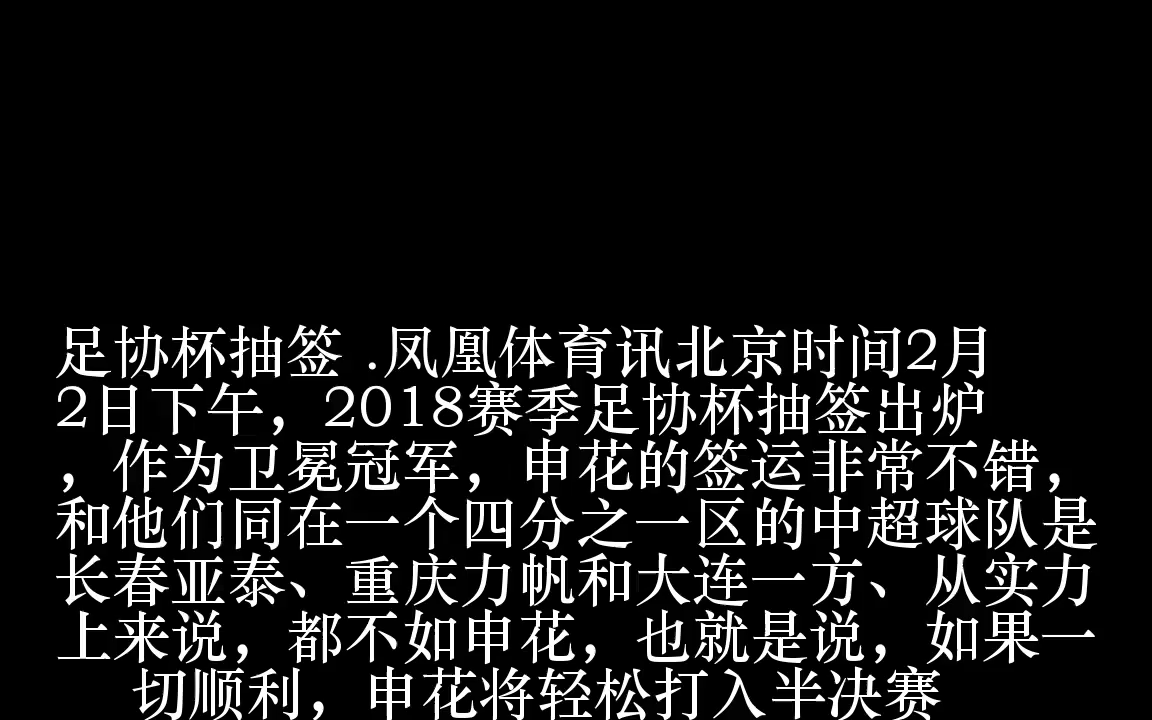 足协杯抽签 .凤凰体育讯北京时间2月
2日下午，2018赛季足协杯抽签出炉
，作为卫冕冠军，申花的签运非常不错，
和他们同在一个四分之一区的中超球队是
长春亚泰、重庆力帆和大连一方、从实力
上来说，都不如申花，也就是说，如果一
切顺利，申花将轻松打入半决赛